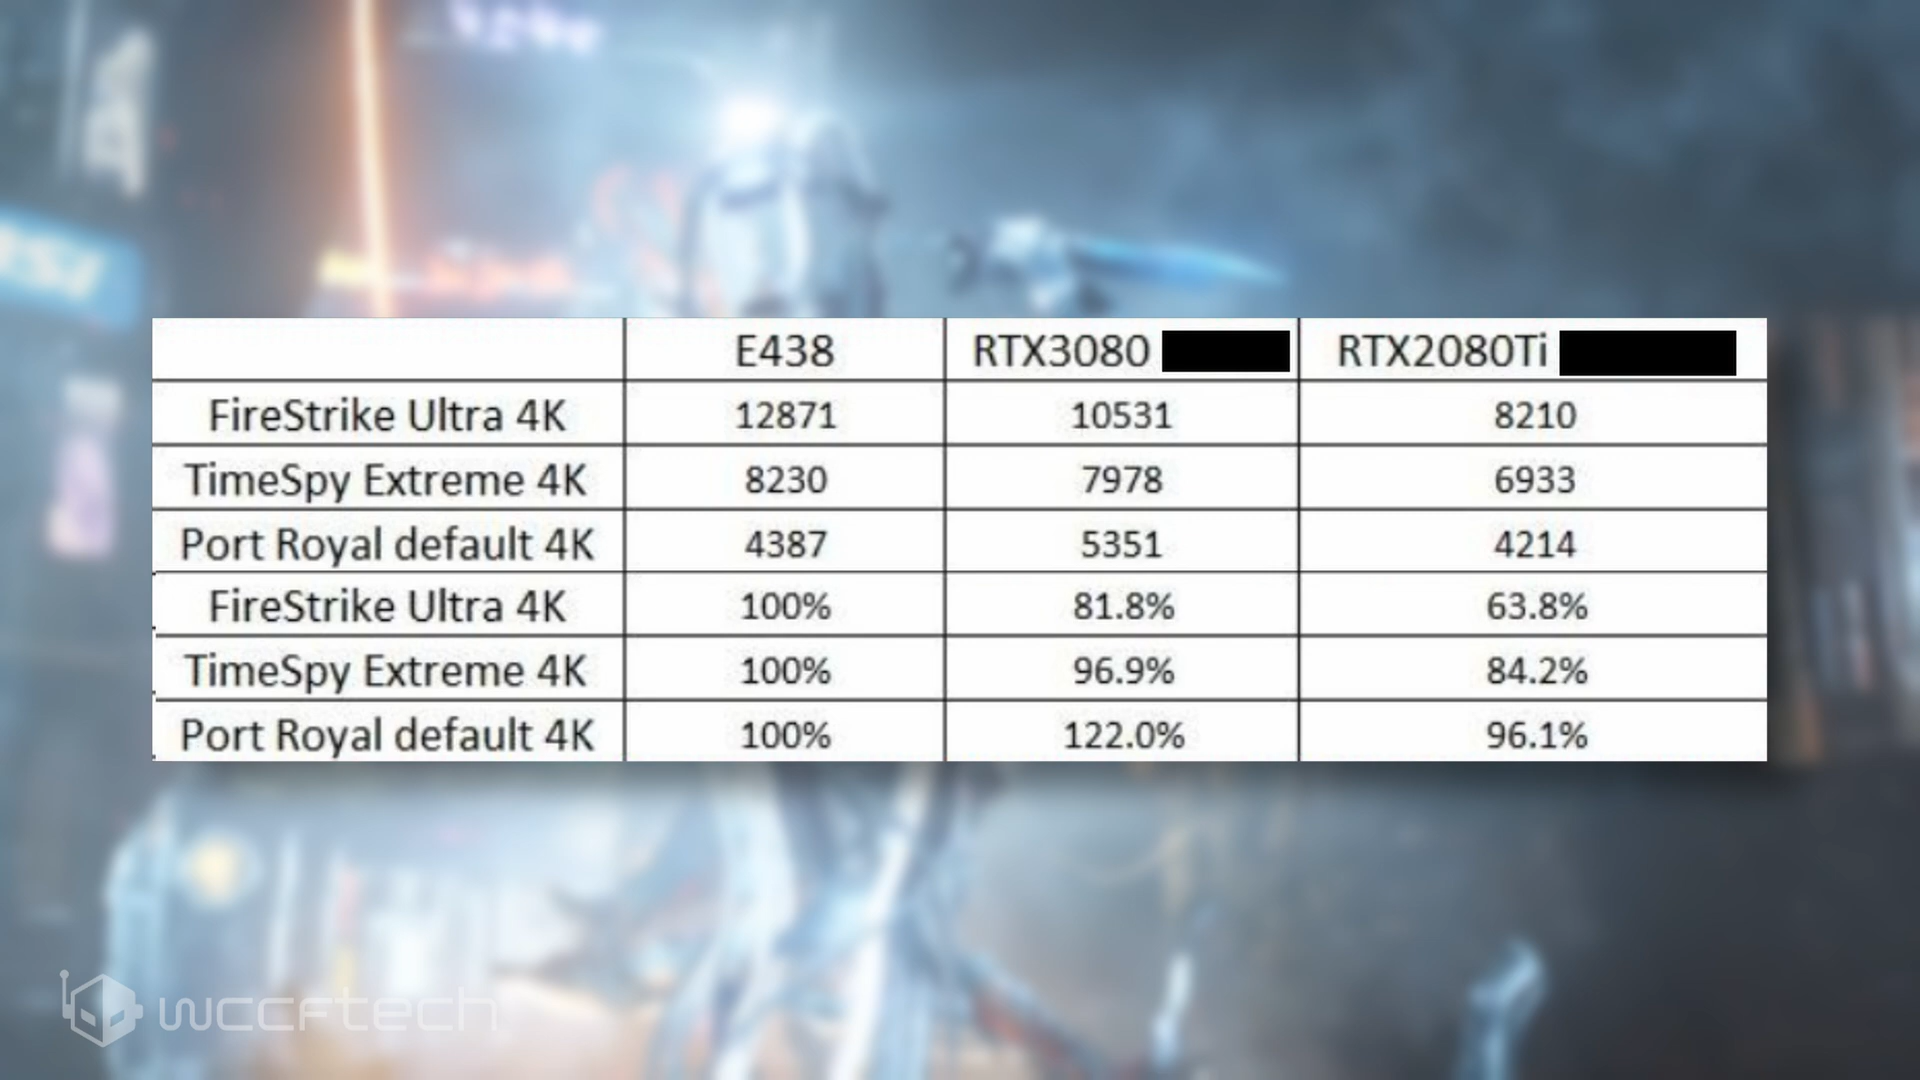 E438 RTX3080 RTX2080Ti
FireStrike Ultra 4K 12871 10531 8210
TimeSpy Extreme 4K 8230 7978 6933
Port Royal default 4K 4387 5351 4214
FireStrike Ultra 4K 100% 81.8% 63.8%
TimeSpy Extreme 4K 100% 96.9% 84.2%
Port Royal default 4K 100% 122.0% 96.1%
wccftech